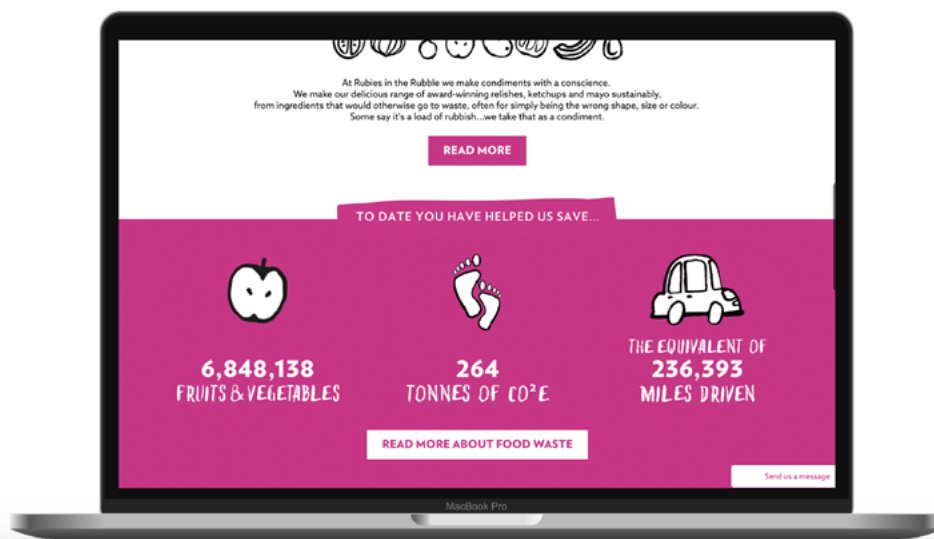 At Rubies in the Rubble we make condiments with a conscience.
We make our delicious range of award-winning relishes, ketchups and mayo sustainably,
from ingredients that would otherwise go to waste, often for simply being the wrong shape, size or colour.
Some say it's a load of rubbish...we take that as a condiment.
READ MORE
TO DATE YOU HAVE HELPED US SAVE...
6,848,138
FRUITS & VEGETABLES
264
TONNES OF CO²E
THE EQUIVALENT OF
236,393
MILES DRIVEN
READ MORE ABOUT FOOD WASTE
Send us a message
MacBook Pro